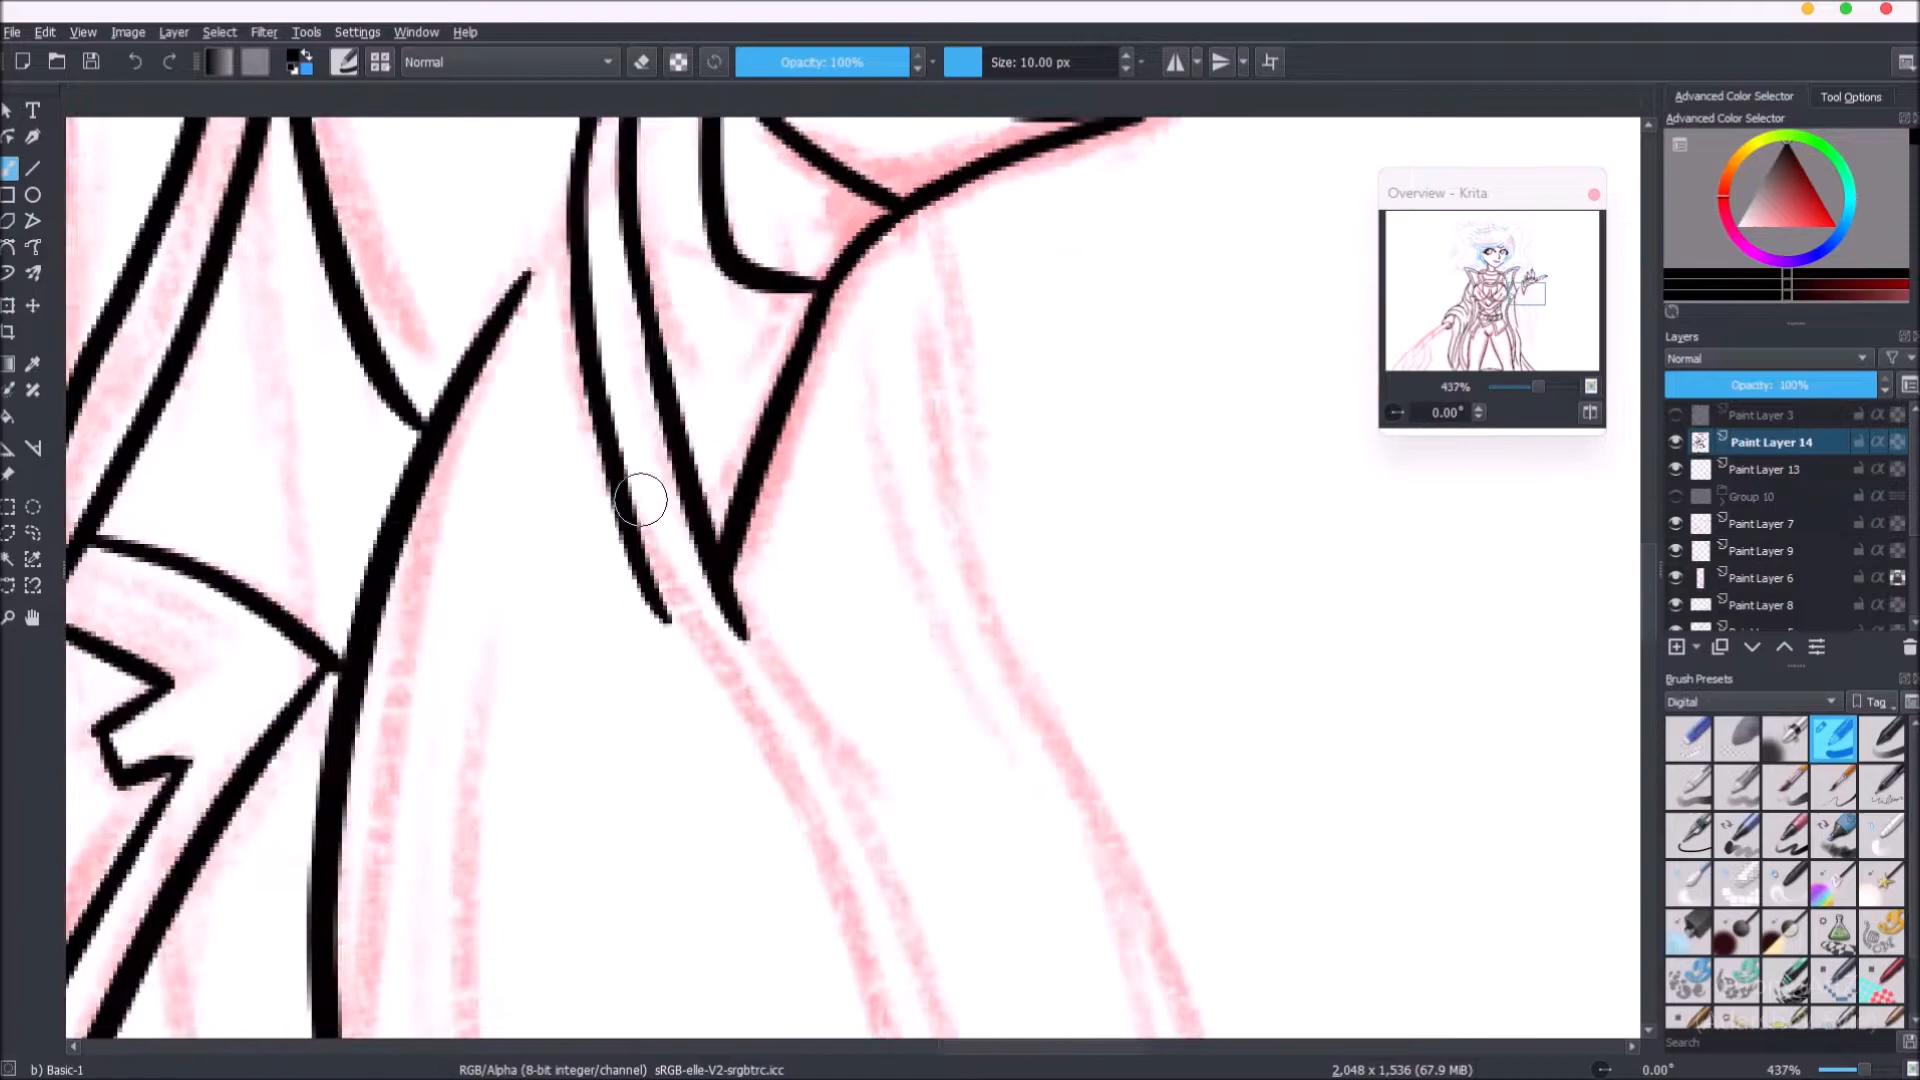 File Edit View Image Layer Select Filter Tools Settings Window Help
Normal
Opacity: 100%
Size: 10.00 px
Advanced Color Selector
Tool Options
Advanced Color Selector
Overview - Krita
437%
0.00°
Layers
Normal
Opacity: 100%
Paint Layer 3
Paint Layer 14
Paint Layer 13
Group 10
Paint Layer 7
Paint Layer 9
Paint Layer 6
Paint Layer 8
Brush Presets
Digital
Tag
Search
b) Basic-1
RGB/Alpha (8-bit integer/channel) sRGB-elle-V2-srgbtrc.icc
2,048 x 1,536 (67.9 MiB)
0.00°
437%